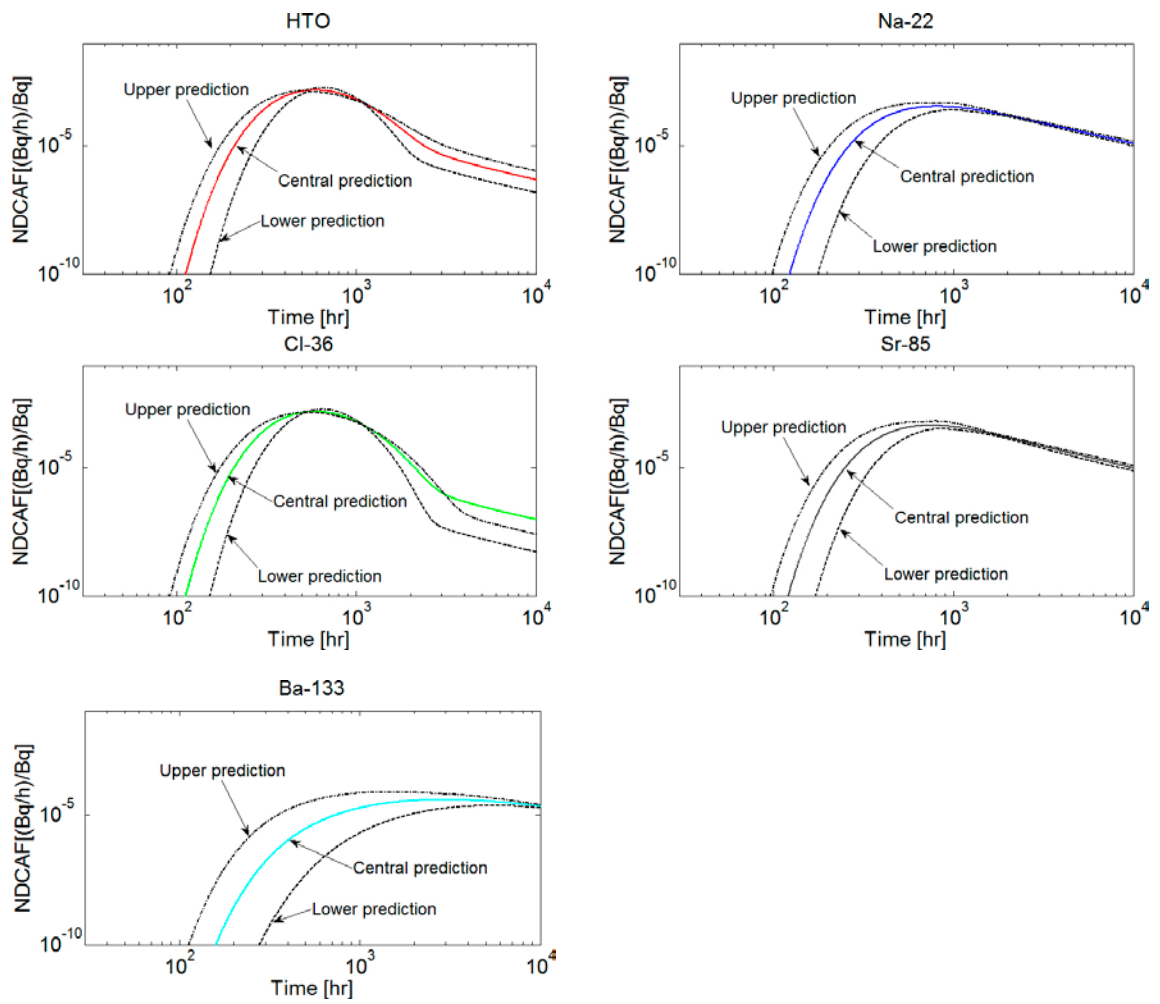 HTO
NDCAF[(Bq/h)/Bq]
10^-5
10^-10
Upper prediction
Central prediction
Lower prediction
10^2
10^3
10^4
Time [hr]
Na-22
NDCAF[(Bq/h)/Bq]
10^-5
10^-10
Upper prediction
Central prediction
Lower prediction
10^2
10^3
10^4
Time [hr]
Cl-36
NDCAF[(Bq/h)/Bq]
10^-5
10^-10
Upper prediction
Central prediction
Lower prediction
10^2
10^3
10^4
Time [hr]
Sr-85
NDCAF[(Bq/h)/Bq]
10^-5
10^-10
Upper prediction
Central prediction
Lower prediction
10^2
10^3
10^4
Time [hr]
Ba-133
NDCAF[(Bq/h)/Bq]
10^-5
10^-10
Upper prediction
Central prediction
Lower prediction
10^2
10^3
10^4
Time [hr]